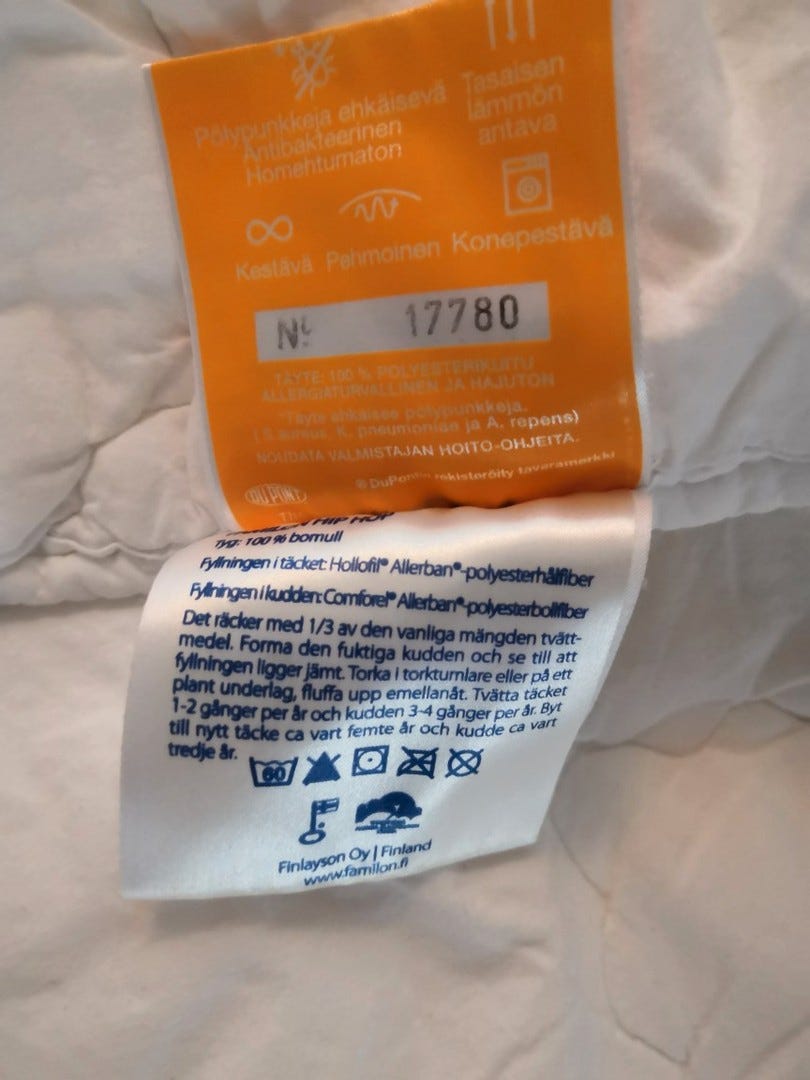 Pölypunkkeja ehkäisevä
Antibakteerinen
Homehtumaton
Tasaisen
lämmön
antava
Kestävä
Pehmoinen
Konepestävä
Nº 17780
TÄYTE: 100 % POLYESTERIKUITU
ALLERGIATURVALLINEN JA HAJUTON
*Täyte ehkäisee pölypunkkeja.
(S.aureus, K. pneumoniae ja A. repens)
NOUDATA VALMISTAJAN HOITO-OHJEITA.
® DuPontin rekisteröity tavaramerkki
DU PONT
HIP HOP
Tyg: 100 % bomull
Fyllningen i täcket: Hollofil® Allerban®-polyesterhålfiber
Fyllningen i kudden: Comforel® Allerban®-polyesterbollfiber
Det räcker med 1/3 av den vanliga mängden tvätt-
medel. Forma den fuktiga kudden och se till att
fyllningen ligger jämt. Torka i torktumlare eller på ett
plant underlag, fluffa upp emellanåt. Tvätta täcket
1-2 gånger per år och kudden 3-4 gånger per år. Byt
till nytt täcke ca vart femte år och kudde ca vart
tredje år.
60
Finlayson Oy | Finland
www.familon.fi